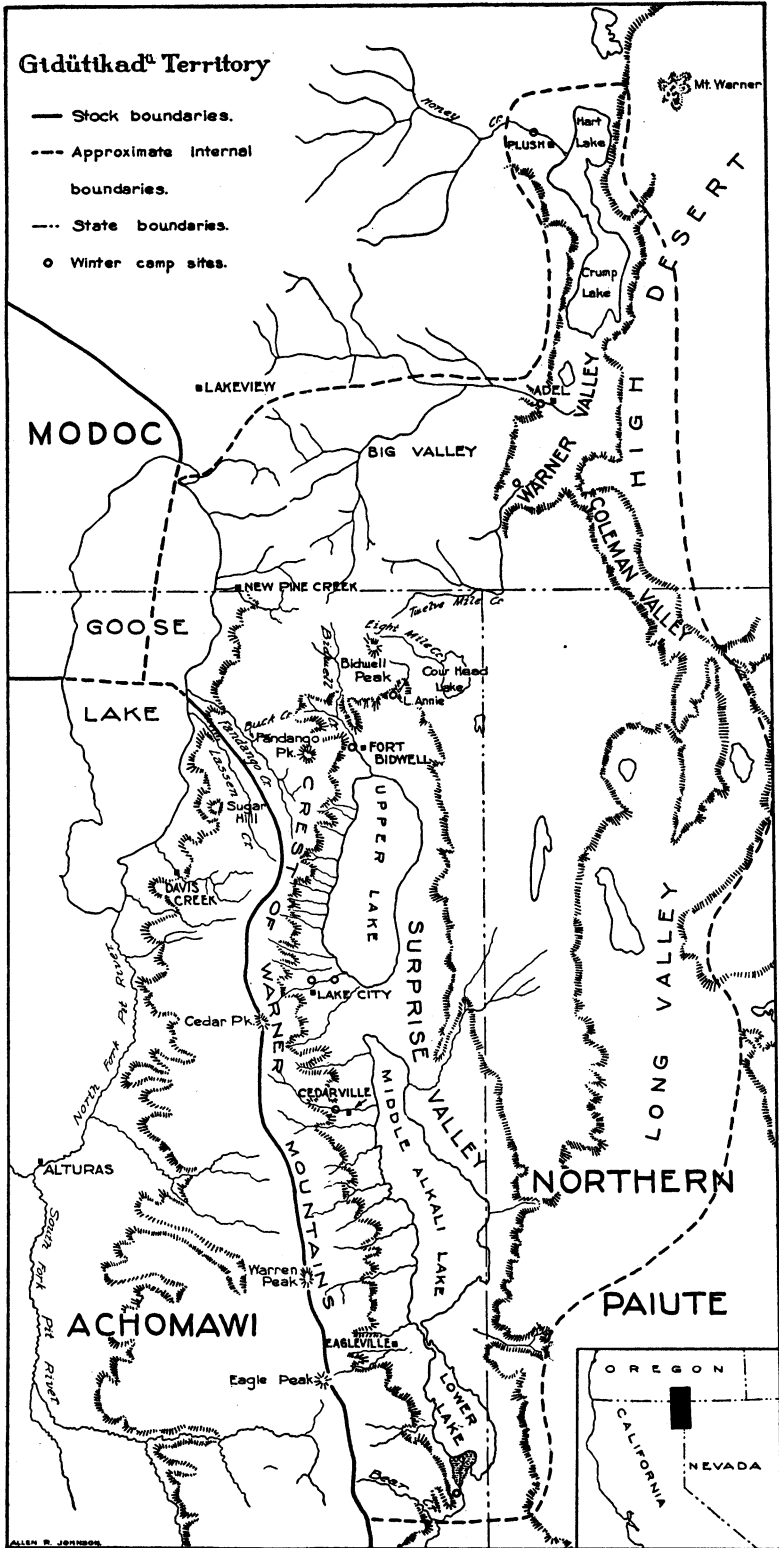 Gidütikadᵃ Territory
Stock boundaries.
Approximate internal
boundaries.
State boundaries.
Winter camp sites.
Honey Cr.
PLUSH
Hart
Lake
Mt. Warner
HIGH DESERT
Crump
Lake
LAKEVIEW
ADEL
MODOC
BIG VALLEY
WARNER VALLEY
COLEMAN VALLEY
NEW PINE CREEK
Twelve Mile Cr
Eight Mile Cr.
GOOSE
LAKE
Bidwell Cr.
Bidwell
Peak
Cow Head
Lake
L. Annie
Buck Cr.
Fandango Cr.
Fandango
Pk.
FORT
BIDWELL
Lassen Cr.
Sugar
Hill
CREST OF WARNER MOUNTAINS
UPPER LAKE
DAVIS
CREEK
SURPRISE VALLEY
LONG VALLEY
LAKE CITY
Cedar Pk.
North Fork Pit River
CEDARVILLE
MIDDLE ALKALI LAKE
ALTURAS
NORTHERN
PAIUTE
South Fork Pit River
Warren
Peak
ACHOMAWI
EAGLEVILLE
Eagle Peak
LOWER
LAKE
Bear Cr.
OREGON
CALIFORNIA
NEVADA
ALLEN R. JOHNSON.